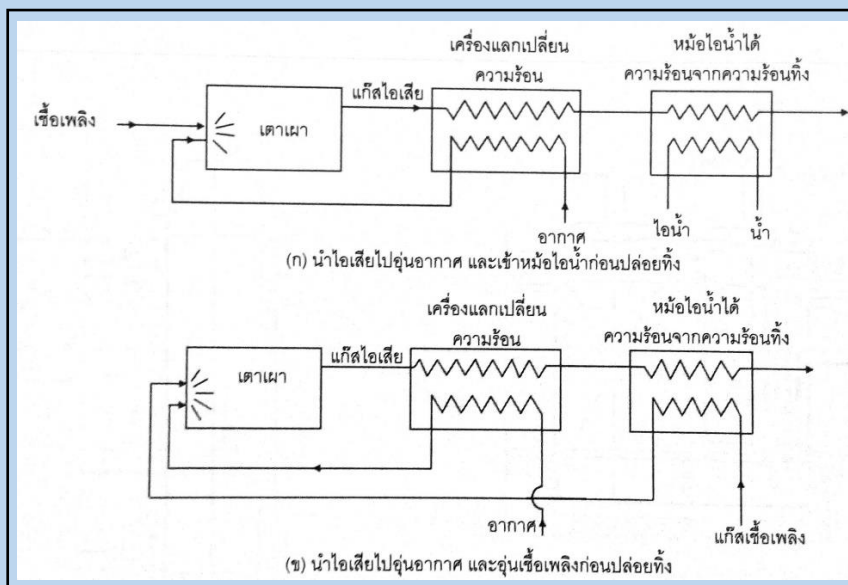 เครื่องแลกเปลี่ยน
ความร้อน
หม้อไอน้ำได้
ความร้อนจากความร้อนทิ้ง
แก๊สไอเสีย
เชื้อเพลิง
เตาเผา
อากาศ
ไอน้ำ
น้ำ
(ก) นำไอเสียไปอุ่นอากาศ และเข้าหม้อไอน้ำก่อนปล่อยทิ้ง
เครื่องแลกเปลี่ยน
ความร้อน
หม้อไอน้ำได้
ความร้อนจากความร้อนทิ้ง
แก๊สไอเสีย
เตาเผา
อากาศ
แก๊สเชื้อเพลิง
(ข) นำไอเสียไปอุ่นอากาศ และอุ่นเชื้อเพลิงก่อนปล่อยทิ้ง